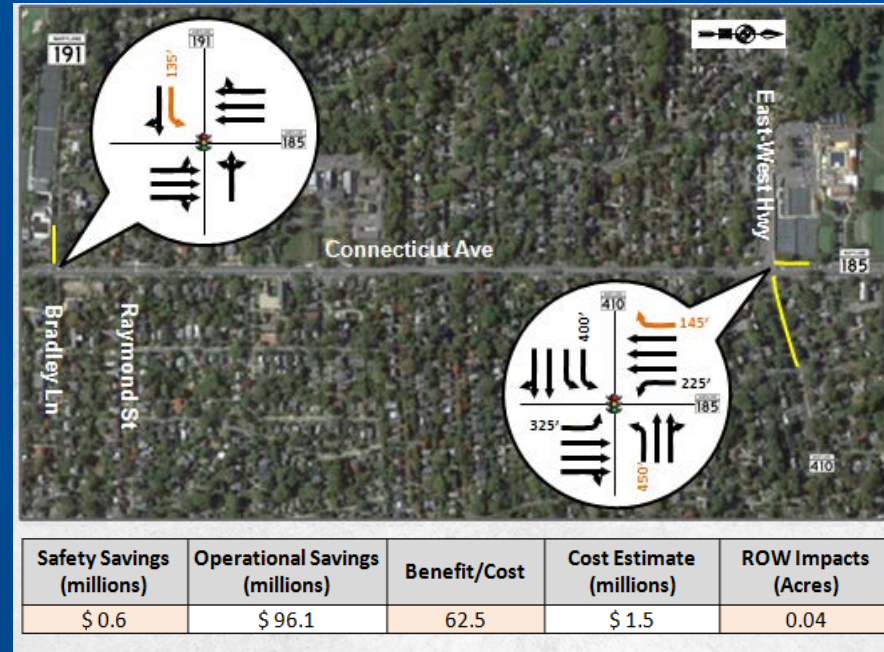 MARYLAND
191
191
135'
185
East-West Hwy
Connecticut Ave
MARYLAND
185
Bradley Ln
Raymond St
410
400'
145'
225'
185
325'
450'
410
Safety Savings (millions)
Operational Savings (millions)
Benefit/Cost
Cost Estimate (millions)
ROW Impacts (Acres)
$ 0.6
$ 96.1
62.5
$ 1.5
0.04